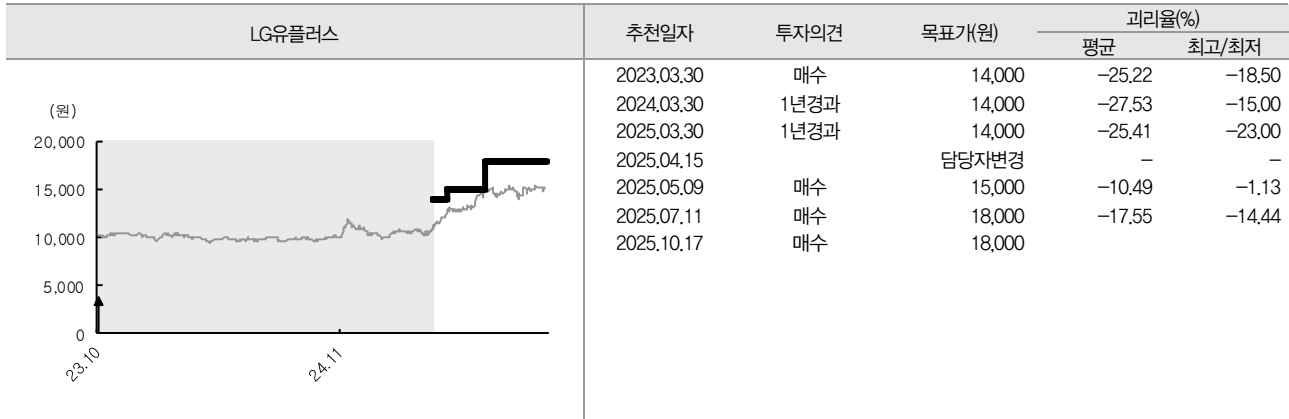 LG유플러스
(원)
20,000
15,000
10,000
5,000
0
23.10
24.11
추천일자 투자의견 목표가(원) 괴리율(%)
평균 최고/최저
2023.03.30 매수 14,000 −25.22 −18.50
2024.03.30 1년경과 14,000 −27.53 −15.00
2025.03.30 1년경과 14,000 −25.41 −23.00
2025.04.15 담당자변경 − −
2025.05.09 매수 15,000 −10.49 −1.13
2025.07.11 매수 18,000 −17.55 −14.44
2025.10.17 매수 18,000